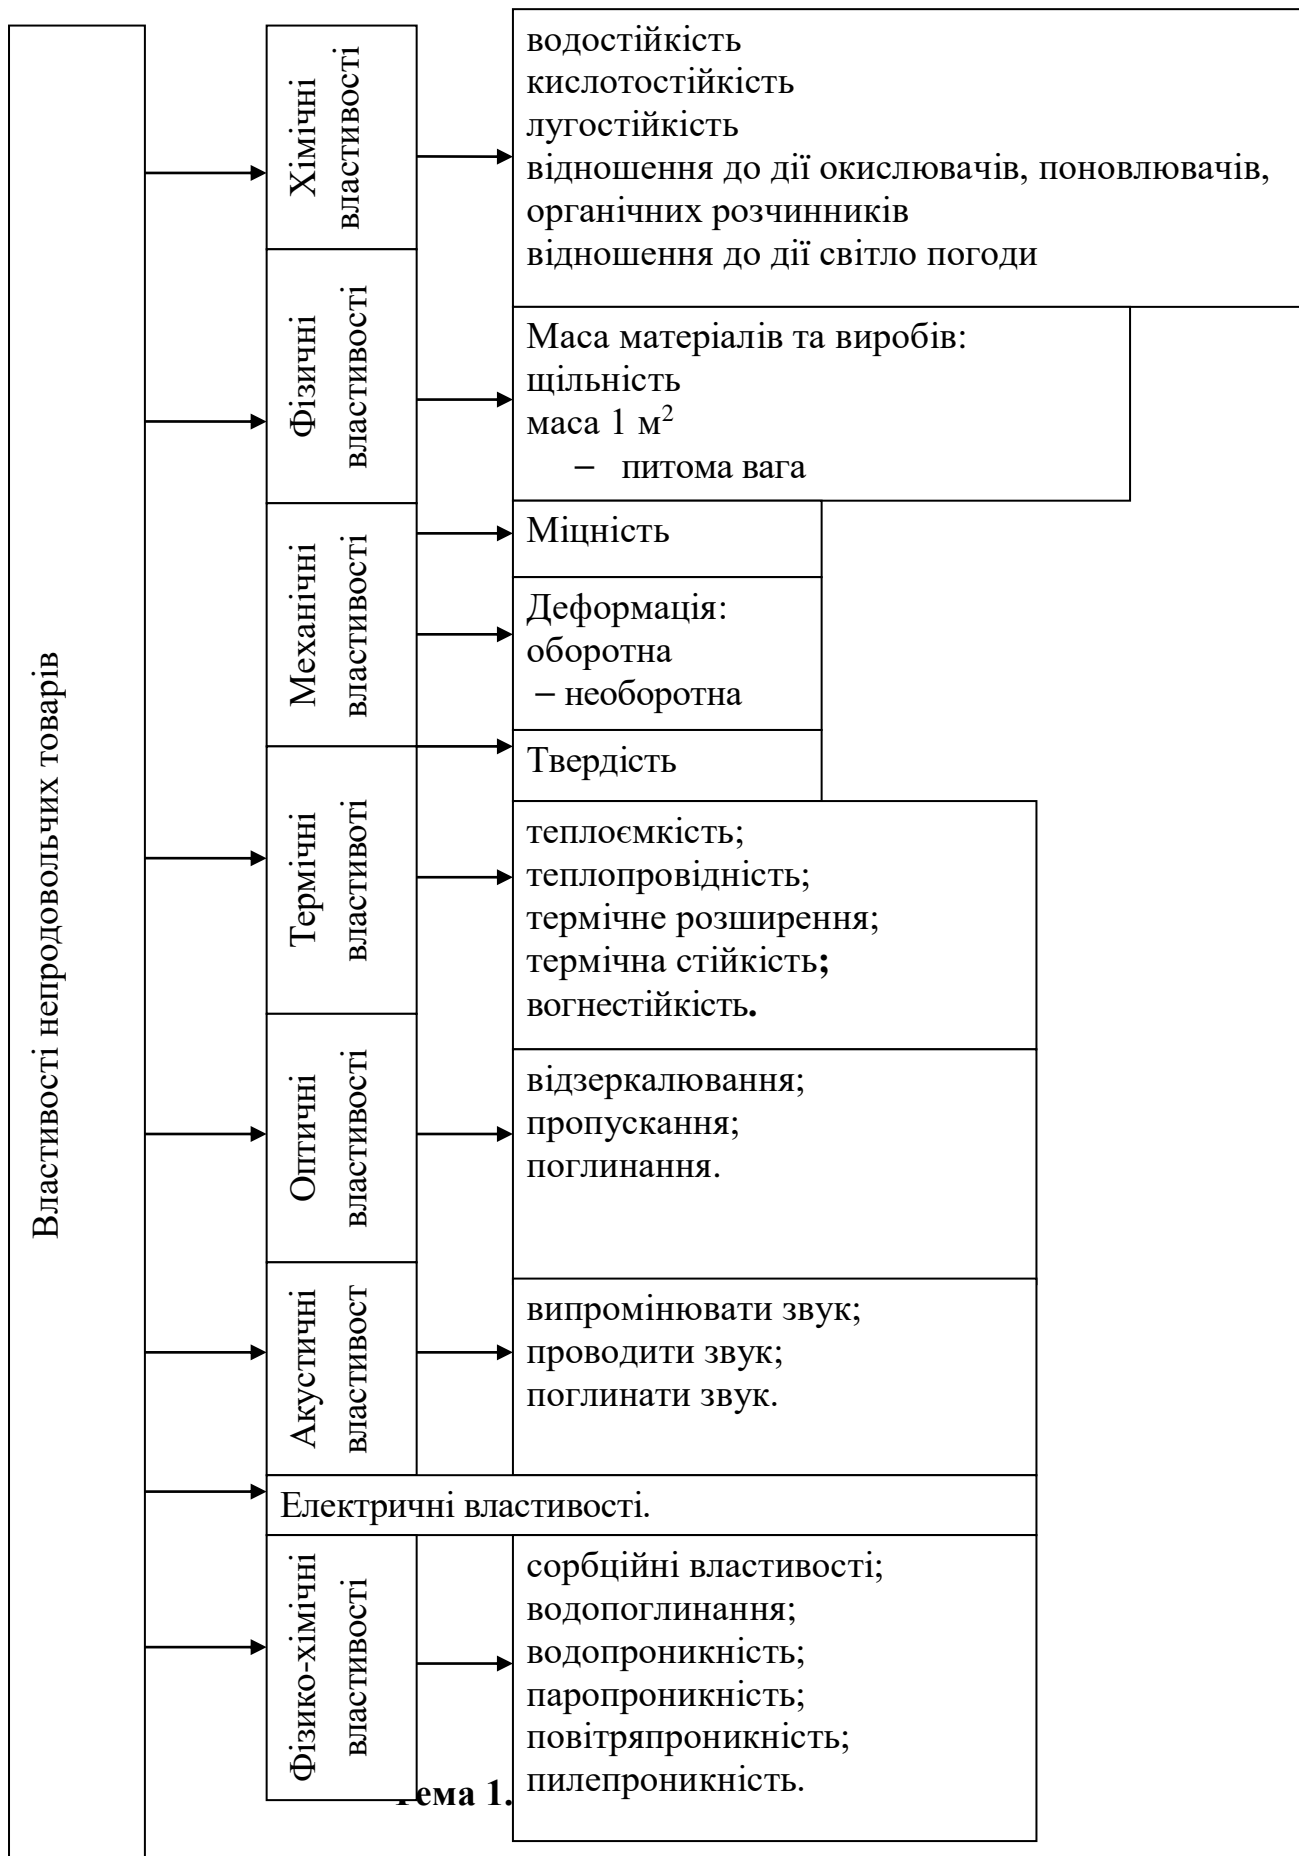 Властивості непродовольчих товарів
Хімічні
властивості
водостійкість
кислотостійкість
лугостійкість
відношення до дії окислювачів, поновлювачів,
органічних розчинників
відношення до дії світло погоди
Фізичні
властивості
Маса матеріалів та виробів:
щільність
маса 1 м²
– питома вага
Механічні
властивості
Міцність
Деформація:
оборотна
– необоротна
Твердість
Термічні
властивоті
теплоємкість;
теплопровідність;
термічне розширення;
термічна стійкість;
вогнестійкість.
Оптичні
властивості
відзеркалювання;
пропускання;
поглинання.
Акустичні
властивост
випромінювати звук;
проводити звук;
поглинати звук.
Електричні властивості.
Фізико-хімічні
властивості
сорбційні властивості;
водопоглинання;
водопроникність;
паропроникність;
повітряпроникність;
пилепроникність.
Тема 1.